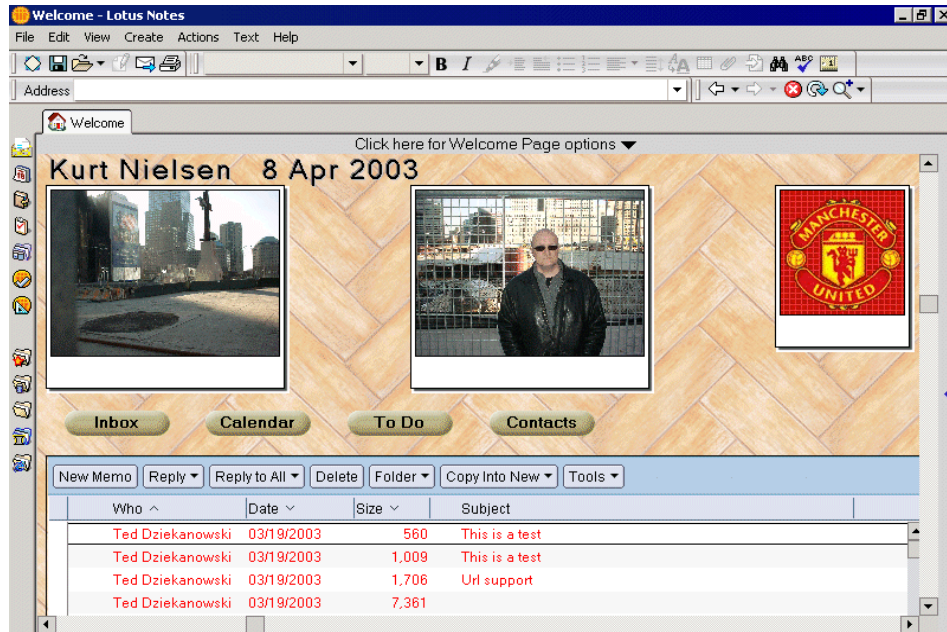 Welcome - Lotus Notes
File Edit View Create Actions Text Help
B I
ABC
Address
Welcome
Click here for Welcome Page options
Kurt Nielsen 8 Apr 2003
MANCHESTER
UNITED
Inbox Calendar To Do Contacts
New Memo Reply Reply to All Delete Folder Copy Into New Tools
Who Date Size Subject
Ted Dziekanowski 03/19/2003 560 This is a test
Ted Dziekanowski 03/19/2003 1,009 This is a test
Ted Dziekanowski 03/19/2003 1,706 Url support
Ted Dziekanowski 03/19/2003 7,361